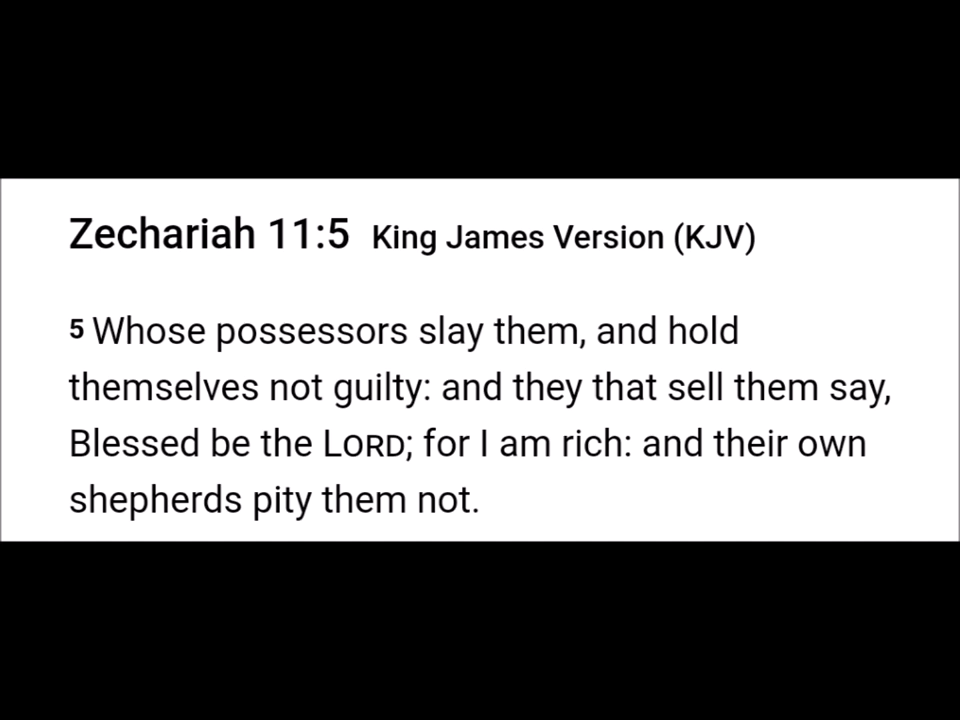 Zechariah 11:5 King James Version (KJV)
5 Whose possessors slay them, and hold
themselves not guilty: and they that sell them say,
Blessed be the LORD; for I am rich: and their own
shepherds pity them not.